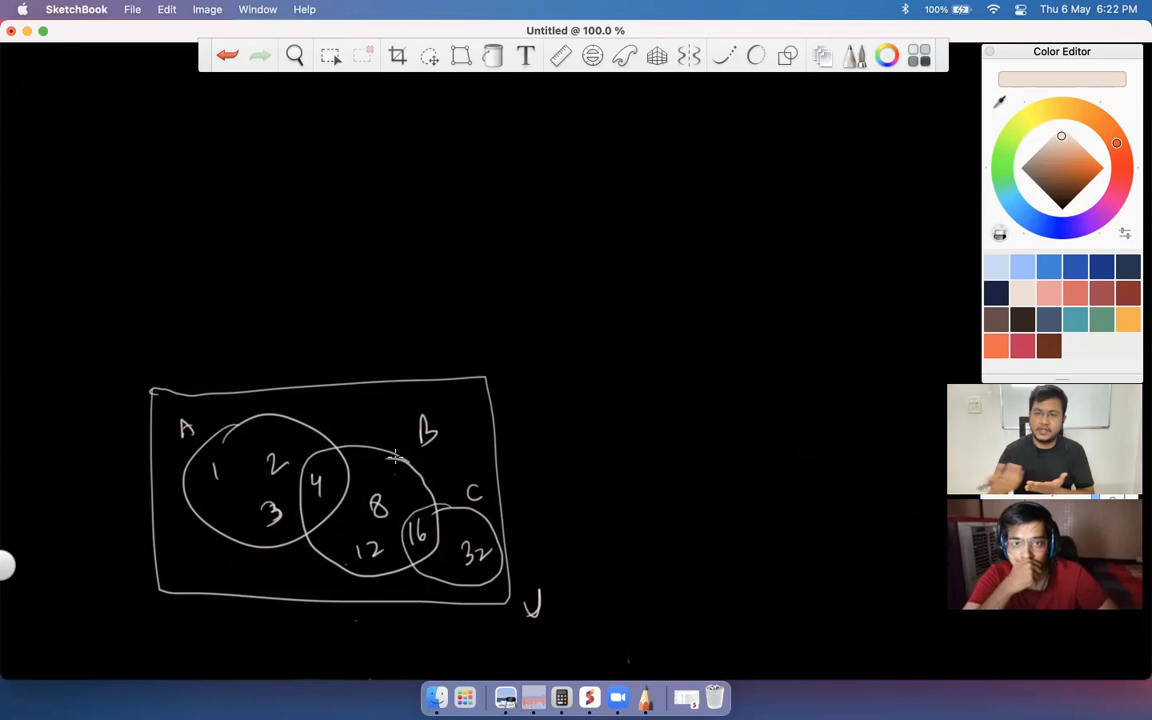 SketchBook File Edit Image Window Help 100% Thu 6 May 6:22 PM
Untitled @ 100.0 %
T
Color Editor
A
B
1
2
4
3
8
12
16
C
32
U